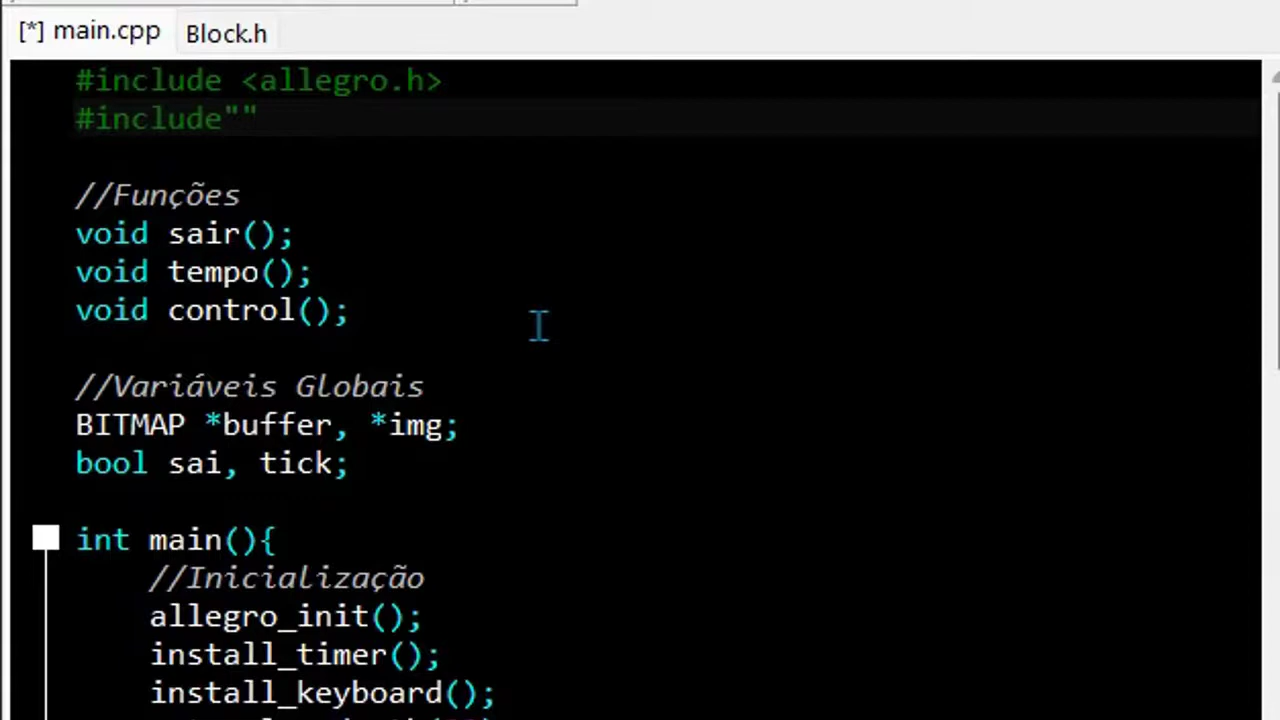 [*] main.cpp Block.h
#include <allegro.h>
#include""
//Funções
void sair();
void tempo();
void control();
//Variáveis Globais
BITMAP *buffer, *img;
bool sai, tick;
int main(){
//Inicialização
allegro_init();
install_timer();
install_keyboard();